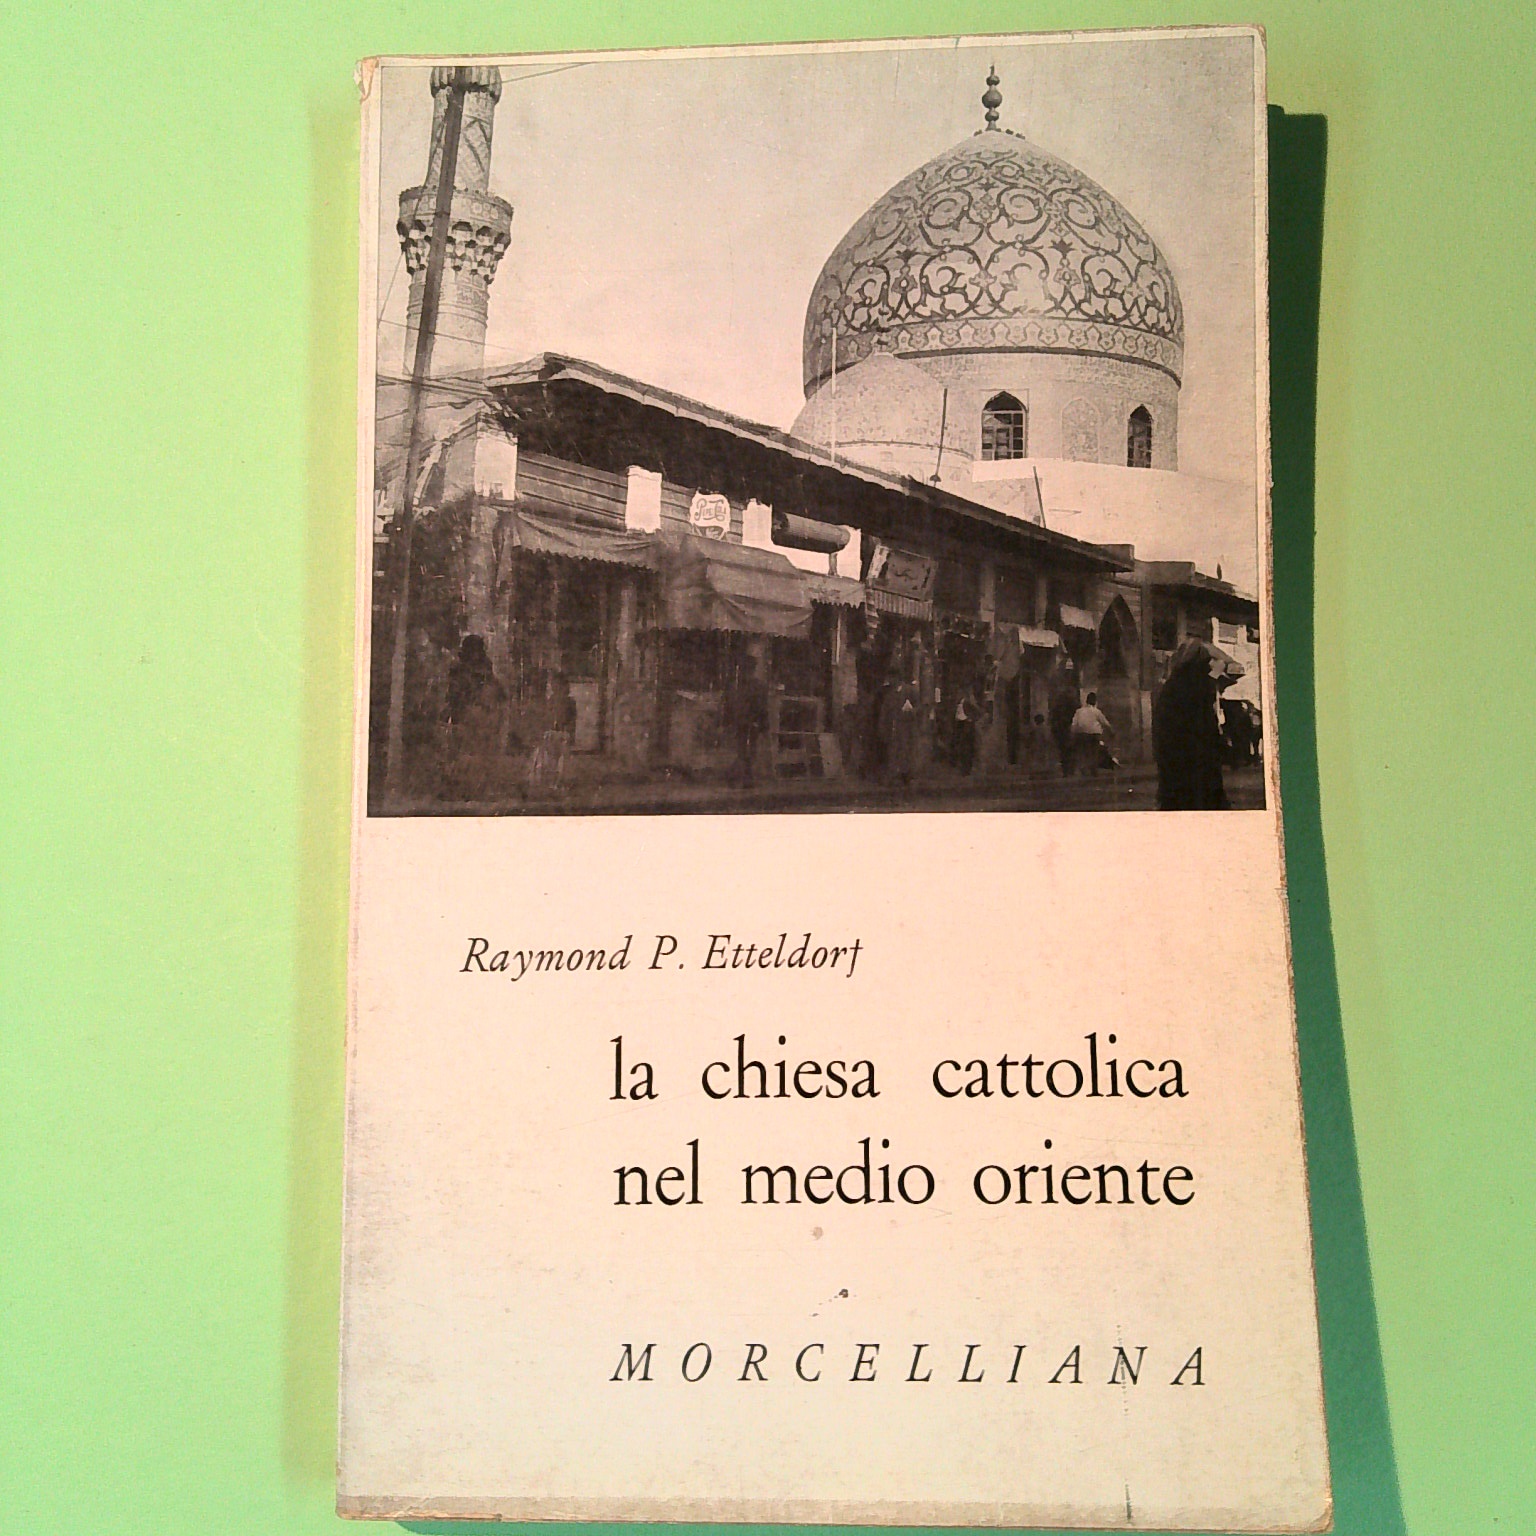 Raymond P. Etteldorf
la chiesa cattolica
nel medio oriente
MORCELLIANA